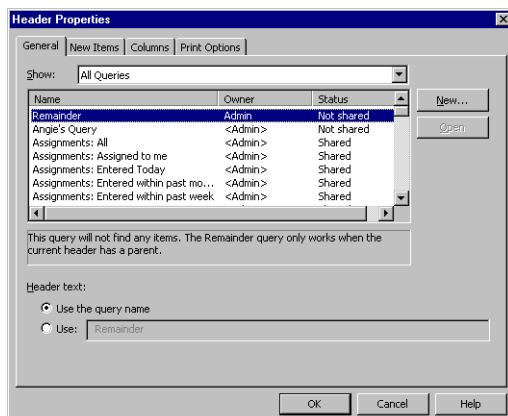 Header Properties
General New Items Columns Print Options
Show: All Queries
Name Owner Status
New...
Remainder Admin Not shared
Angie's Query <Admin> Not shared
Open
Assignments: All <Admin> Shared
Assignments: Assigned to me <Admin> Shared
Assignments: Entered Today <Admin> Shared
Assignments: Entered within past mo... <Admin> Shared
Assignments: Entered within past week <Admin> Shared
This query will not find any items. The Remainder query only works when the
current header has a parent.
Header text:
Use the query name
Use: Remainder
OK Cancel Help